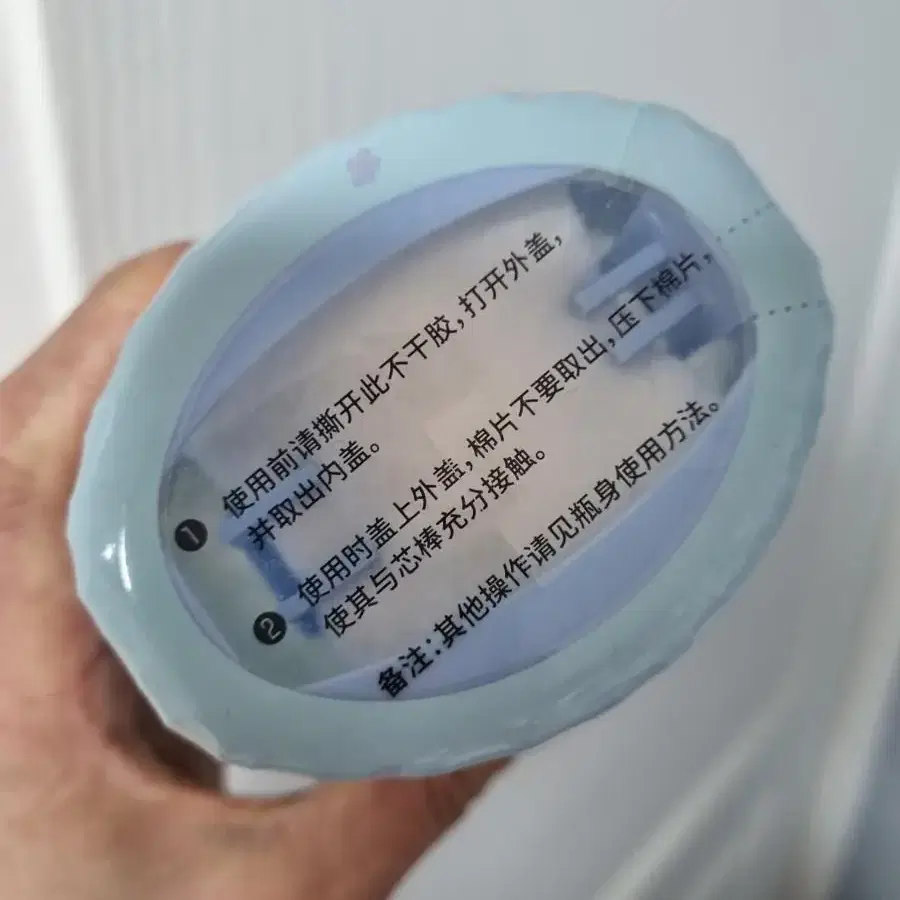 ❶ 使用前请撕开此不干胶,打开外盖,
并取出内盖。
❷ 使用时盖上外盖,棉片不要取出,压下棉片,
使其与芯棒充分接触。
备注:其他操作请见瓶身使用方法。